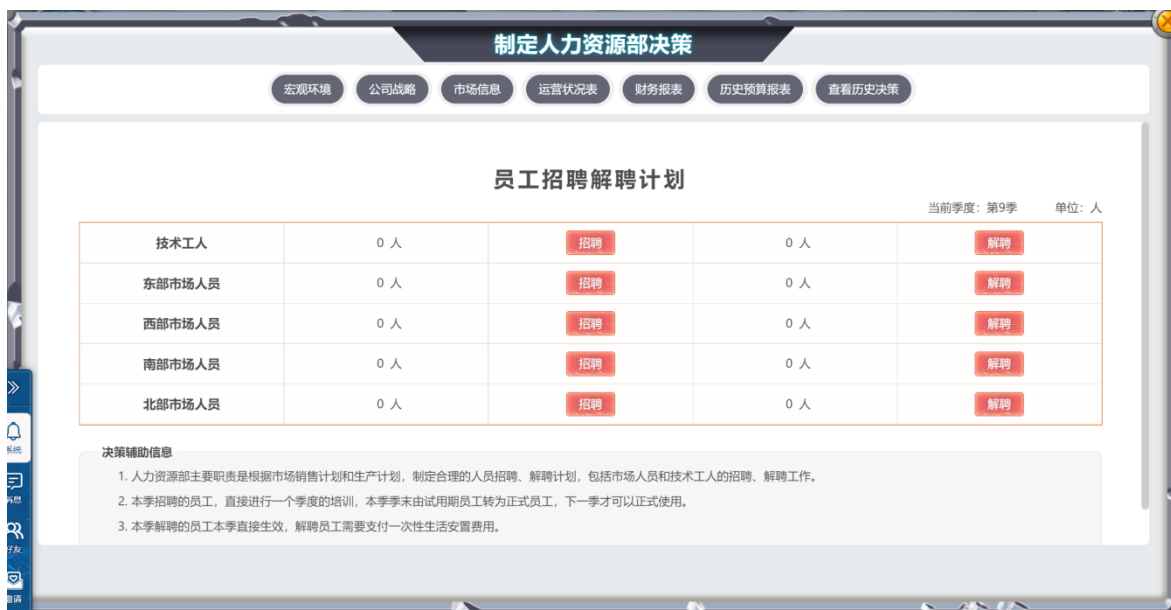 制定人力资源部决策
宏观环境 公司战略 市场信息 运营状况表 财务报表 历史预算报表 查看历史决策
员工招聘解聘计划
当前季度：第9季 单位：人
技术工人 0 人 招聘 0 人 解聘
东部市场人员 0 人 招聘 0 人 解聘
西部市场人员 0 人 招聘 0 人 解聘
南部市场人员 0 人 招聘 0 人 解聘
北部市场人员 0 人 招聘 0 人 解聘
决策辅助信息
1. 人力资源部主要职责是根据市场销售计划和生产计划，制定合理的人员招聘、解聘计划，包括市场人员和技术工人的招聘、解聘工作。
2. 本季招聘的员工，直接进行一个季度的培训，本季季末由试用期员工转为正式员工，下一季才可以正式使用。
3. 本季解聘的员工本季直接生效，解聘员工需要支付一次性生活安置费用。
系统
消息
好友
邀请